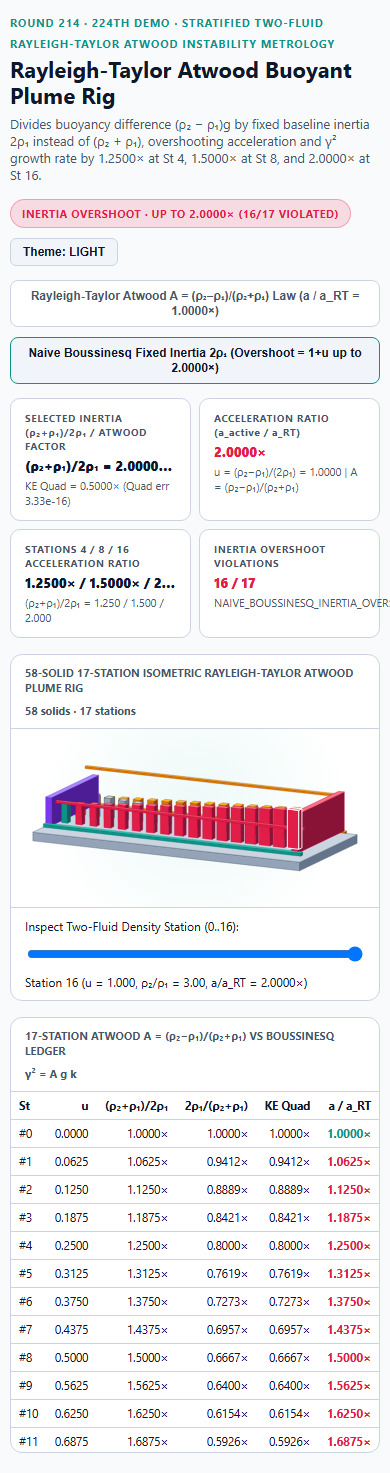 ROUND 214 · 224TH DEMO · STRATIFIED TWO-FLUID
RAYLEIGH-TAYLOR ATWOOD INSTABILITY METROLOGY
Rayleigh-Taylor Atwood Buoyant
Plume Rig
Divides buoyancy difference (ρ₂ − ρ₁)g by fixed baseline inertia
2ρ₁ instead of (ρ₂ + ρ₁), overshooting acceleration and γ²
growth rate by 1.2500× at St 4, 1.5000× at St 8, and 2.0000× at
St 16.
INERTIA OVERSHOOT · UP TO 2.0000× (16/17 VIOLATED)
Theme: LIGHT
Rayleigh-Taylor Atwood A = (ρ₂−ρ₁)/(ρ₂+ρ₁) Law (a / a_RT =
1.0000×)
Naive Boussinesq Fixed Inertia 2ρ₁ (Overshoot = 1+u up to
2.0000×)
SELECTED INERTIA
(ρ₂+ρ₁)/2ρ₁ / ATWOOD
FACTOR
(ρ₂+ρ₁)/2ρ₁ = 2.0000...
KE Quad = 0.5000× (Quad err
3.33e-16)
ACCELERATION RATIO
(a_active / a_RT)
2.0000×
u = (ρ₂−ρ₁)/(2ρ₁) = 1.0000 | A
= (ρ₂−ρ₁)/(ρ₂+ρ₁)
STATIONS 4 / 8 / 16
ACCELERATION RATIO
1.2500× / 1.5000× / 2...
(ρ₂+ρ₁)/2ρ₁ = 1.250 / 1.500 /
2.000
INERTIA OVERSHOOT
VIOLATIONS
16 / 17
NAIVE_BOUSSINESQ_INERTIA_OVERS
58-SOLID 17-STATION ISOMETRIC RAYLEIGH-TAYLOR ATWOOD
PLUME RIG
58 solids · 17 stations
Inspect Two-Fluid Density Station (0..16):
Station 16 (u = 1.000, ρ₂/ρ₁ = 3.00, a/a_RT = 2.0000×)
17-STATION ATWOOD A = (ρ₂−ρ₁)/(ρ₂+ρ₁) VS BOUSSINESQ
LEDGER
γ² = A g k
St u (ρ₂+ρ₁)/2ρ₁ 2ρ₁/(ρ₂+ρ₁) KE Quad a / a_RT
#0 0.0000 1.0000× 1.0000× 1.0000× 1.0000×
#1 0.0625 1.0625× 0.9412× 0.9412× 1.0625×
#2 0.1250 1.1250× 0.8889× 0.8889× 1.1250×
#3 0.1875 1.1875× 0.8421× 0.8421× 1.1875×
#4 0.2500 1.2500× 0.8000× 0.8000× 1.2500×
#5 0.3125 1.3125× 0.7619× 0.7619× 1.3125×
#6 0.3750 1.3750× 0.7273× 0.7273× 1.3750×
#7 0.4375 1.4375× 0.6957× 0.6957× 1.4375×
#8 0.5000 1.5000× 0.6667× 0.6667× 1.5000×
#9 0.5625 1.5625× 0.6400× 0.6400× 1.5625×
#10 0.6250 1.6250× 0.6154× 0.6154× 1.6250×
#11 0.6875 1.6875× 0.5926× 0.5926× 1.6875×